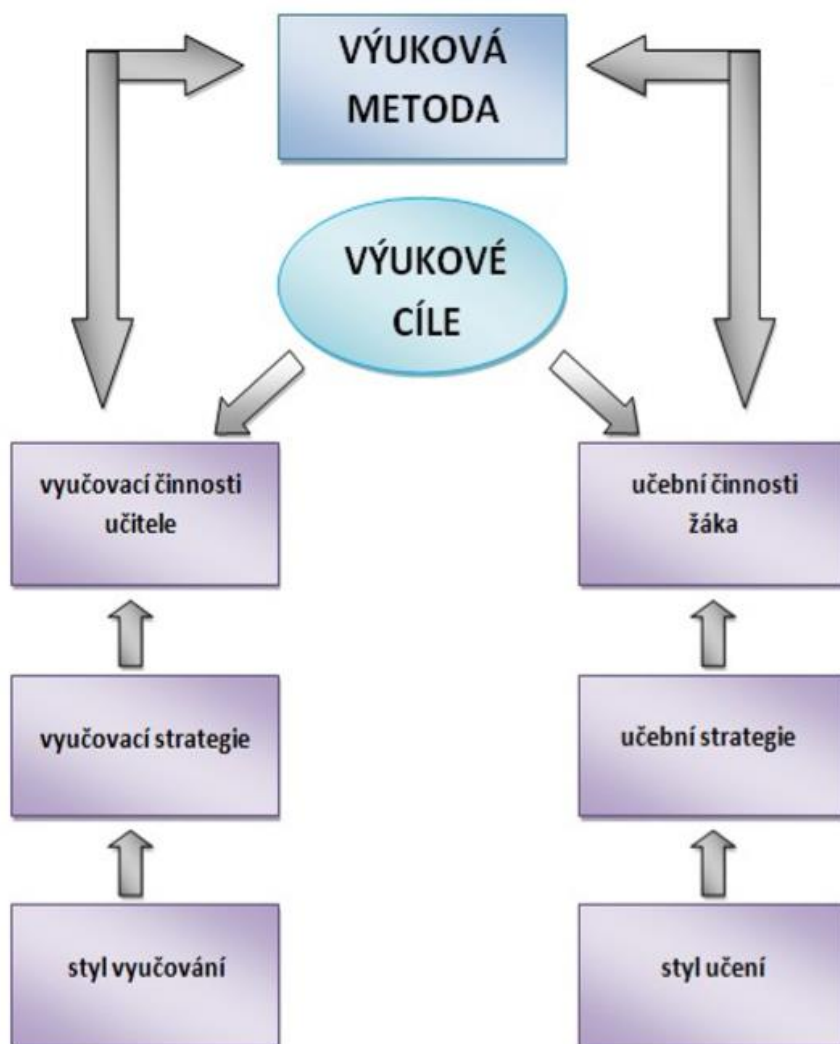 VÝUKOVÁ
METODA
VÝUKOVÉ
CÍLE
vyučovací činnosti
učitele
učební činnosti
žáka
vyučovací strategie
učební strategie
styl vyučování
styl učení